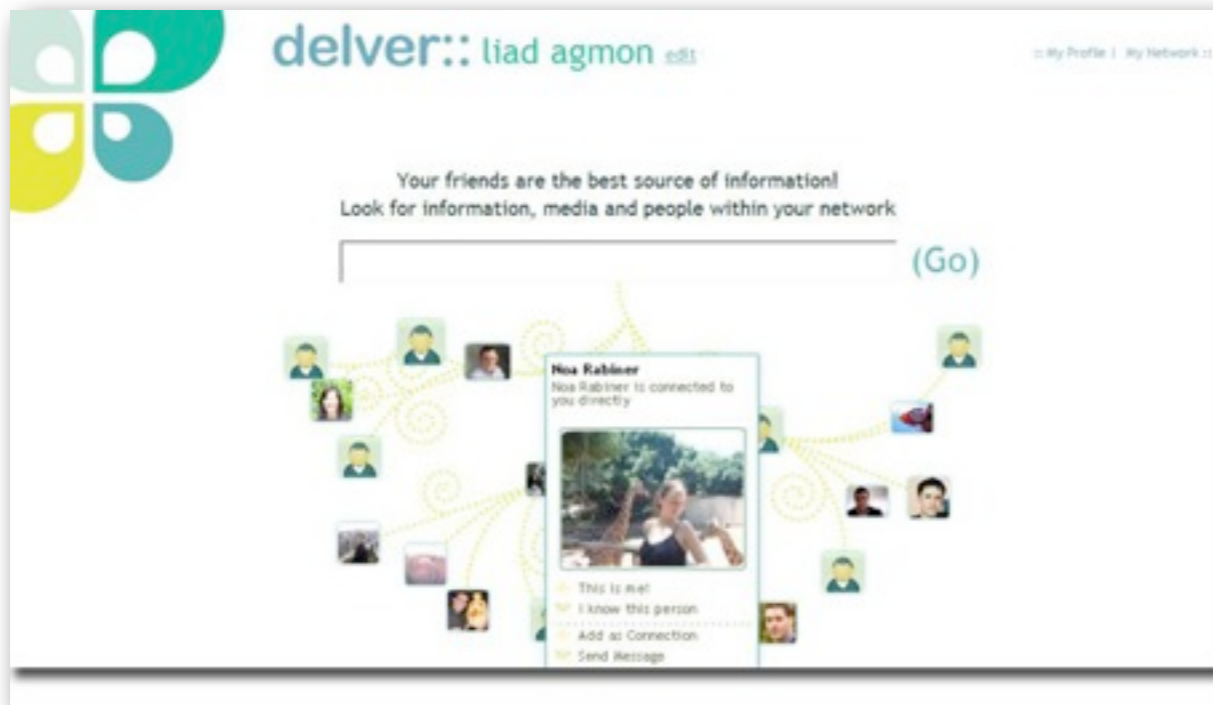 delver:: liad agmon edit
:: My Profile | My Network ::
Your friends are the best source of information!
Look for information, media and people within your network
(Go)
Noa Rabiner
Noa Rabiner is connected to
you directly
This is me!
I know this person
Add as Connection
Send Message